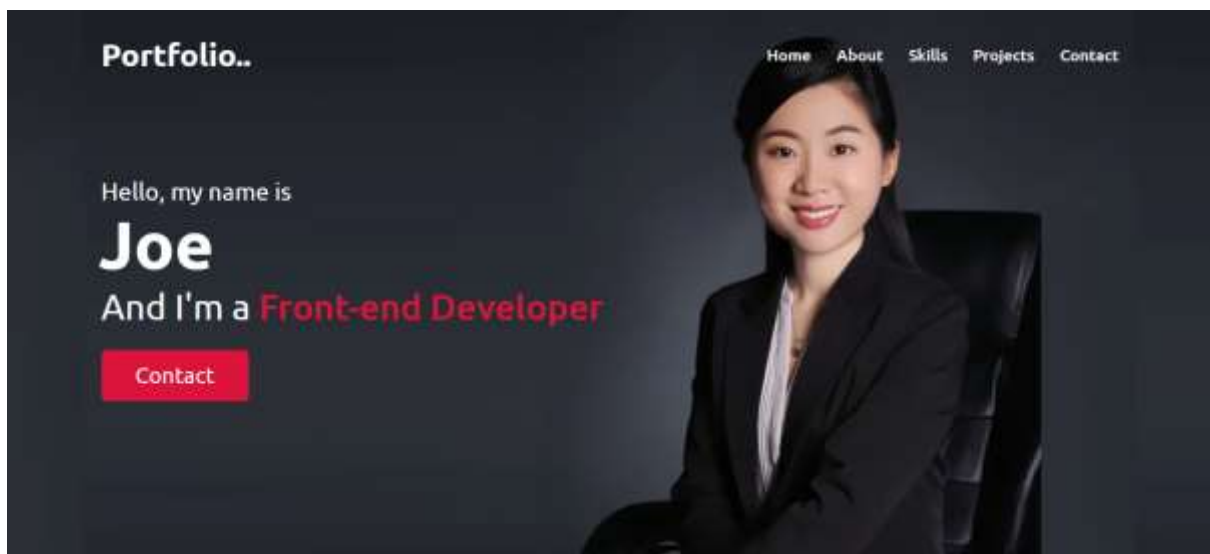 Portfolio..
Home About Skills Projects Contact
Hello, my name is
Joe
And I'm a Front-end Developer
Contact